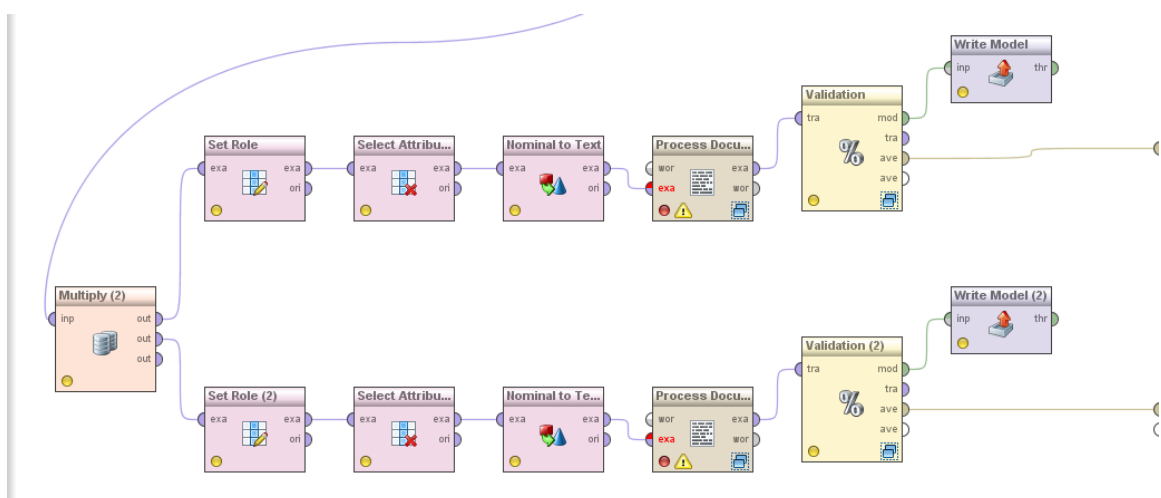 Write Model
inp thr
Validation
tra mod
tra
ave
ave
Set Role
exa exa
ori
Select Attribu...
exa exa
ori
Nominal to Text
exa exa
ori
Process Docu...
wor exa
exa wor
%
Multiply (2)
inp out
out
out
Write Model (2)
inp thr
Validation (2)
tra mod
tra
ave
ave
Set Role (2)
exa exa
ori
Select Attribu...
exa exa
ori
Nominal to Te...
exa exa
ori
Process Docu...
wor exa
exa wor
%